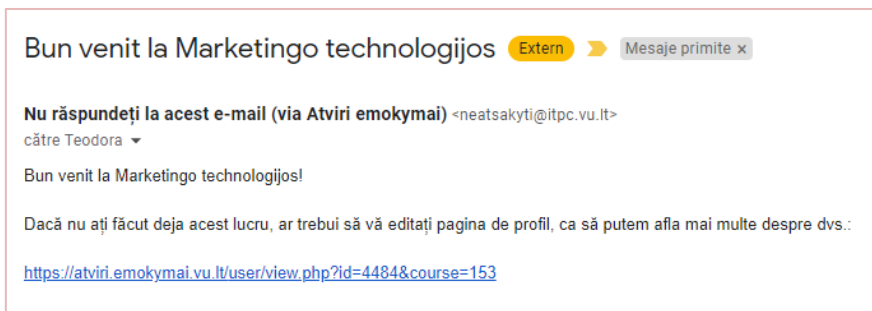 Bun venit la Marketingo technologijos Extern Mesaje primite x
Nu răspundeți la acest e-mail (via Atviri emokymai) <neatsakyti@itpc.vu.lt>
către Teodora
Bun venit la Marketingo technologijos!
Dacă nu ați făcut deja acest lucru, ar trebui să vă editați pagina de profil, ca să putem afla mai multe despre dvs.:
https://atviri.emokymai.vu.lt/user/view.php?id=4484&course=153